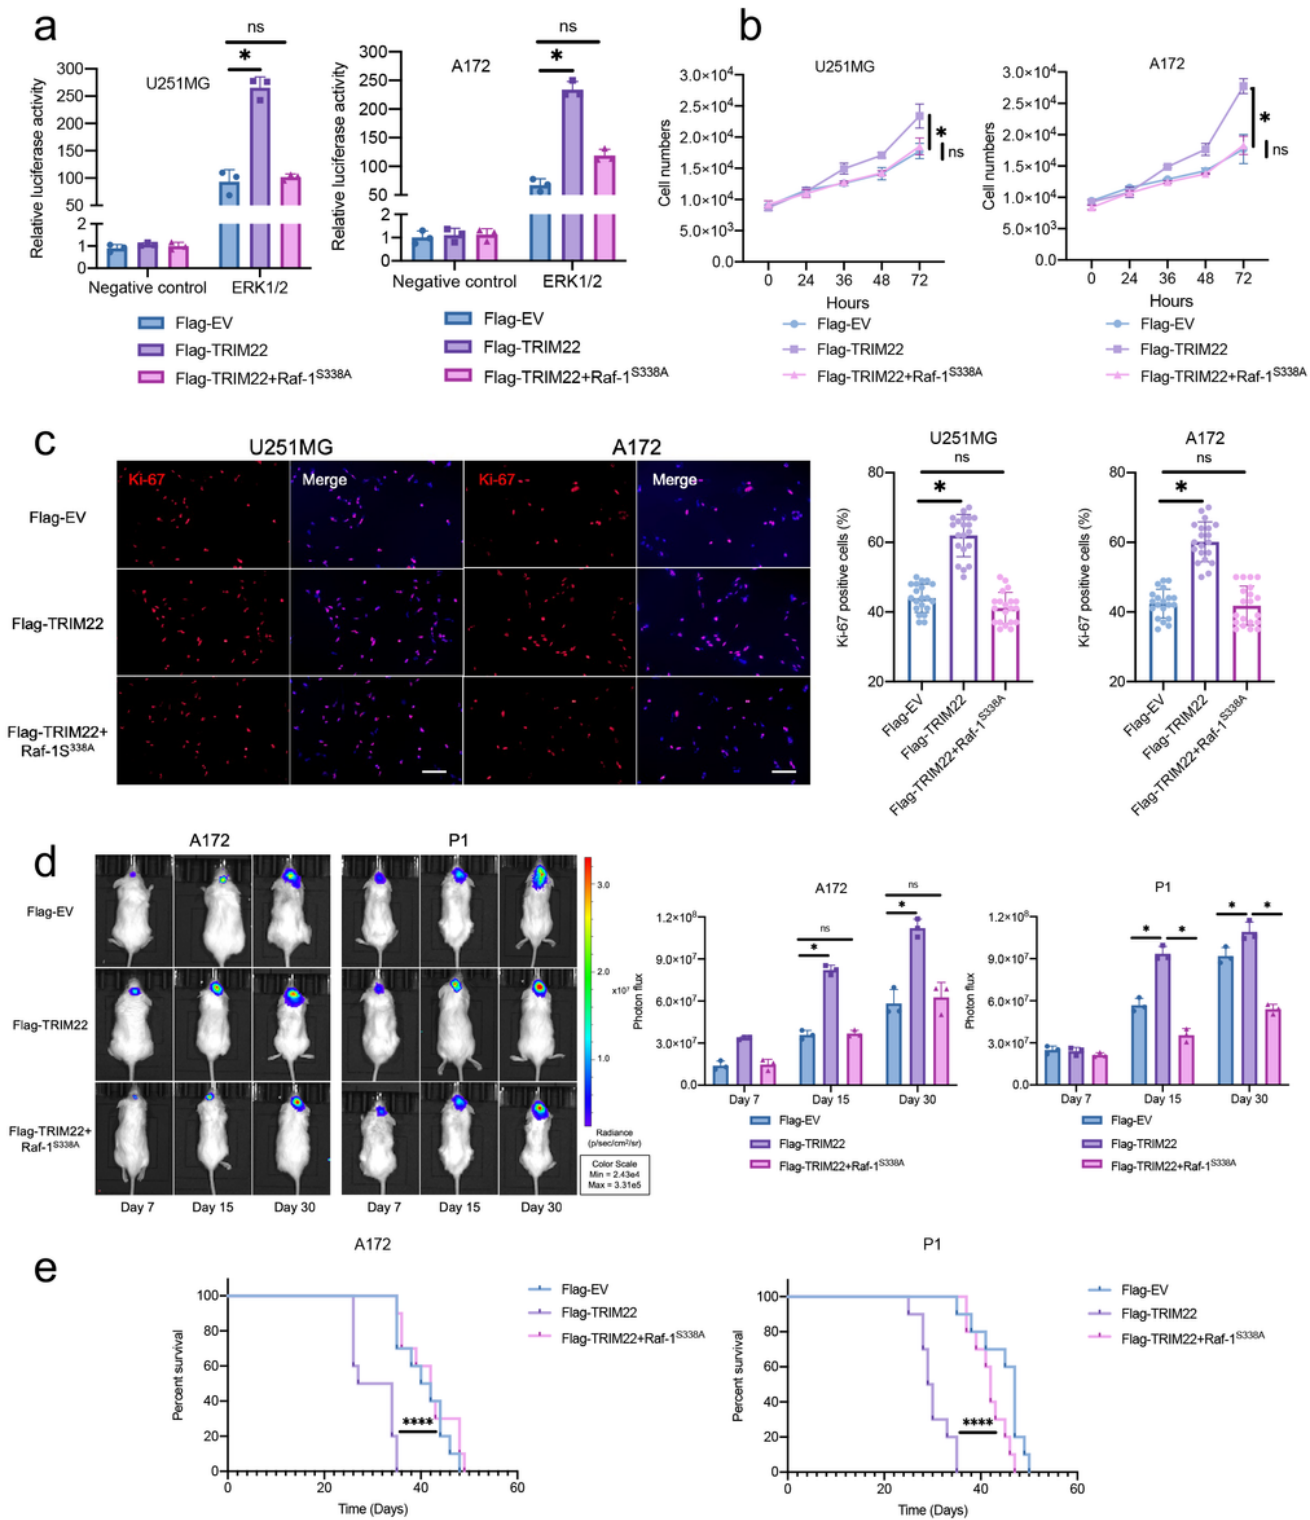 a
U251MG
Relative luciferase activity
300
250
200
150
100
50
2
1
0
ns
*
Negative control
ERK1/2
Flag-EV
Flag-TRIM22
Flag-TRIM22+Raf-1S338A
A172
Relative luciferase activity
300
250
200
150
100
50
2
1
0
ns
*
Negative control
ERK1/2
Flag-EV
Flag-TRIM22
Flag-TRIM22+Raf-1S338A
b
U251MG
Cell numbers
3.0×10⁴
2.5×10⁴
2.0×10⁴
1.5×10⁴
1.0×10⁴
5.0×10³
0.0
*
ns
0 24 36 48 72
Hours
Flag-EV
Flag-TRIM22
Flag-TRIM22+Raf-1S338A
A172
Cell numbers
3.0×10⁴
2.5×10⁴
2.0×10⁴
1.5×10⁴
1.0×10⁴
5.0×10³
0.0
*
ns
0 24 36 48 72
Hours
Flag-EV
Flag-TRIM22
Flag-TRIM22+Raf-1S338A
c
U251MG
A172
Ki-67
Merge
Ki-67
Merge
Flag-EV
Flag-TRIM22
Flag-TRIM22+
Raf-1S338A
U251MG
Ki-67 positive cells (%)
80
60
40
20
ns
*
Flag-EV
Flag-TRIM22
Flag-TRIM22+Raf-1S338A
A172
Ki-67 positive cells (%)
80
60
40
20
ns
*
Flag-EV
Flag-TRIM22
Flag-TRIM22+Raf-1S338A
d
A172
P1
Flag-EV
Flag-TRIM22
Flag-TRIM22+
Raf-1S338A
Day 7
Day 15
Day 30
Day 7
Day 15
Day 30
3.0
2.0
x10⁷
1.0
Radiance
(p/sec/cm²/sr)
Color Scale
Min = 2.43e4
Max = 3.31e5
A172
Photon flux
1.2×10⁸
9.0×10⁷
6.0×10⁷
3.0×10⁷
0.0
ns
*
ns
*
Day 7
Day 15
Day 30
Flag-EV
Flag-TRIM22
Flag-TRIM22+Raf-1S338A
P1
Photon flux
1.2×10⁸
9.0×10⁷
6.0×10⁷
3.0×10⁷
0.0
*
*
*
*
Day 7
Day 15
Day 30
Flag-EV
Flag-TRIM22
Flag-TRIM22+Raf-1S338A
e
A172
Percent survival
100
80
60
40
20
0
****
0 20 40 60
Time (Days)
Flag-EV
Flag-TRIM22
Flag-TRIM22+Raf-1S338A
P1
Percent survival
100
80
60
40
20
0
****
0 20 40 60
Time (Days)
Flag-EV
Flag-TRIM22
Flag-TRIM22+Raf-1S338A